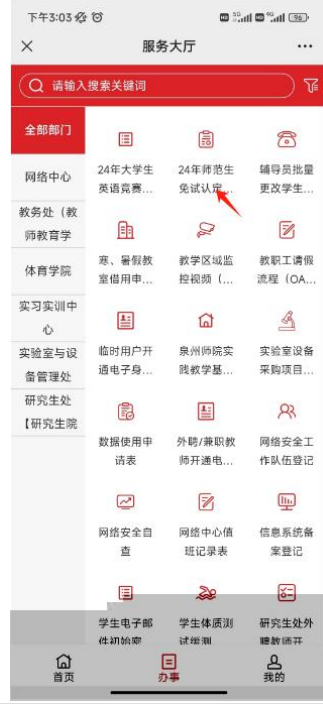 下午3:03
服务大厅
请输入搜索关键词
全部部门
网络中心
教务处（教
师教育学
体育学院
实习实训中
心
实验室与设
备管理处
研究生处
【研究生院
24年大学生
英语竞赛...
24年师范生
免试认定...
辅导员批量
更改学生...
寒、暑假教
室借用申...
教学区域监
控视频（...
教职工请假
流程（OA...
临时用户开
通电子身...
泉州师院实
践教学基...
实验室设备
采购项目...
数据使用申
请表
外聘/兼职教
师开通电...
网络安全工
作队伍登记
网络安全自
查
网络中心值
班记录表
信息系统备
案登记
学生电子邮
件初始密
学生体质测
试缓测
研究生处外
聘教师开
首页
办事
我的